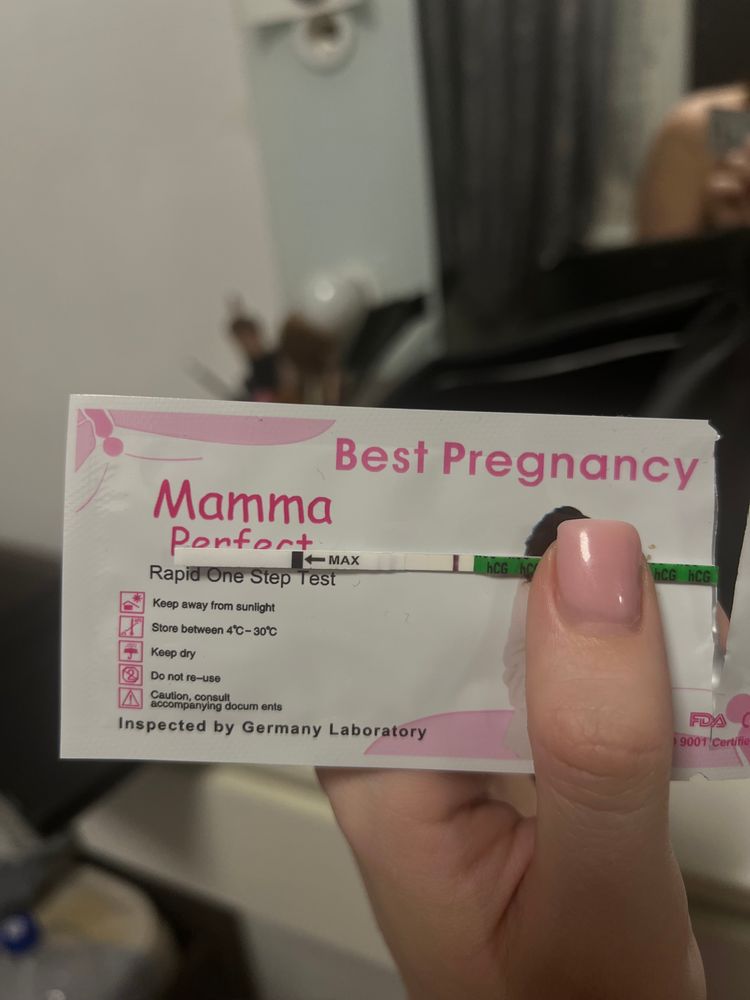 Best Pregnancy
Mamma
Perfect
MAX
hCG hCG hCG
Rapid One Step Test
Keep away from sunlight
Store between 4°C-30°C
Keep dry
Do not re-use
Caution, consult
accompanying docum ents
Inspected by Germany Laboratory
FDA
9001 Certifie